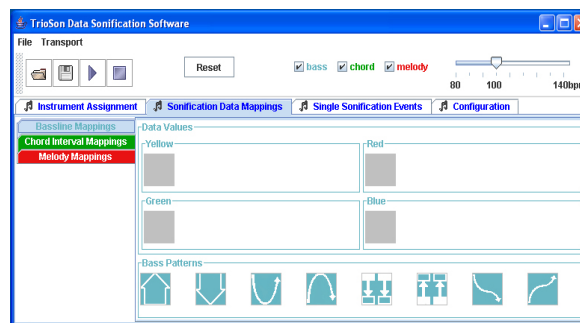 TrioSon Data Sonification Software
File Transport
Reset
bass chord melody
80 100 140bpm
Instrument Assignment Sonification Data Mappings Single Sonification Events Configuration
Bassline Mappings
Chord Interval Mappings
Melody Mappings
Data Values
Yellow Red
Green Blue
Bass Patterns